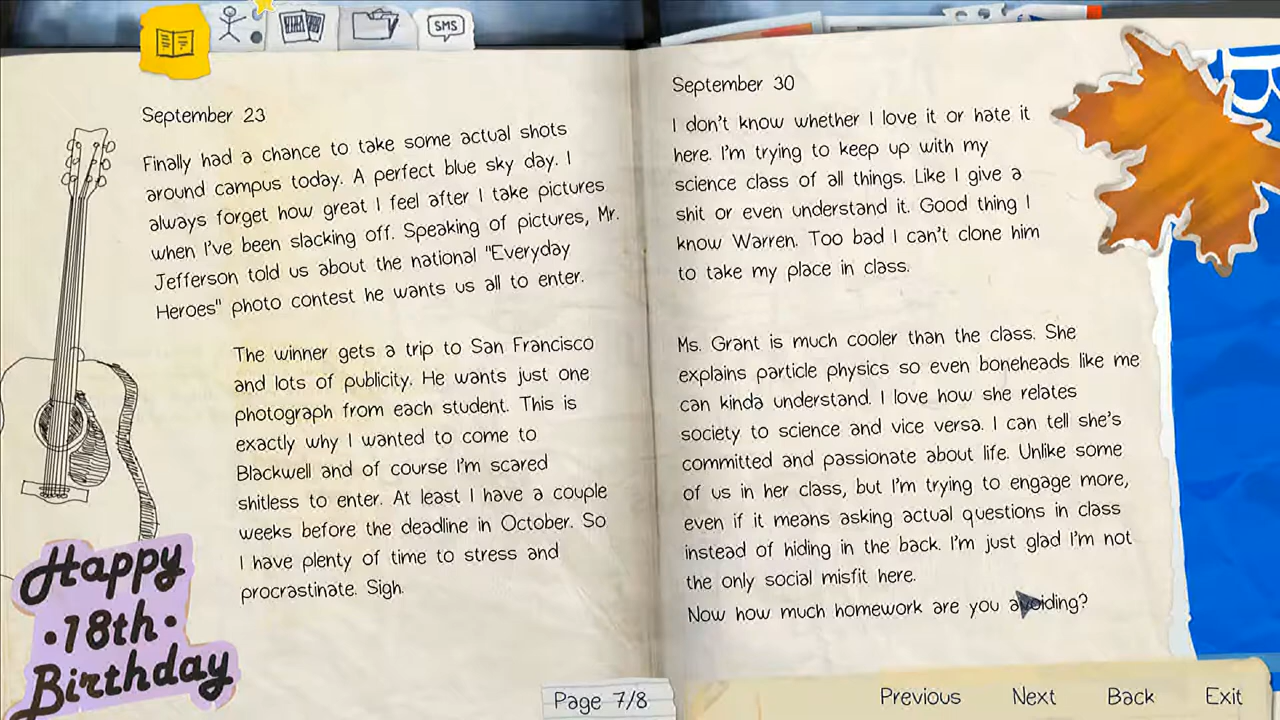 SMS
September 23
Finally had a chance to take some actual shots
around campus today. A perfect blue sky day. I
always forget how great I feel after I take pictures
when I've been slacking off. Speaking of pictures, Mr.
Jefferson told us about the national "Everyday
Heroes" photo contest he wants us all to enter.
The winner gets a trip to San Francisco
and lots of publicity. He wants just one
photograph from each student. This is
exactly why I wanted to come to
Blackwell and of course I'm scared
shitless to enter. At least I have a couple
weeks before the deadline in October. So
I have plenty of time to stress and
procrastinate. Sigh.
Happy
•18th•
Birthday
September 30
I don't know whether I love it or hate it
here. I'm trying to keep up with my
science class of all things. Like I give a
shit or even understand it. Good thing I
know Warren. Too bad I can't clone him
to take my place in class.
Ms. Grant is much cooler than the class. She
explains particle physics so even boneheads like me
can kinda understand. I love how she relates
society to science and vice versa. I can tell she's
committed and passionate about life. Unlike some
of us in her class, but I'm trying to engage more,
even if it means asking actual questions in class
instead of hiding in the back. I'm just glad I'm not
the only social misfit here.
Now how much homework are you avoiding?
B
Page 7/8
Previous Next Back Exit